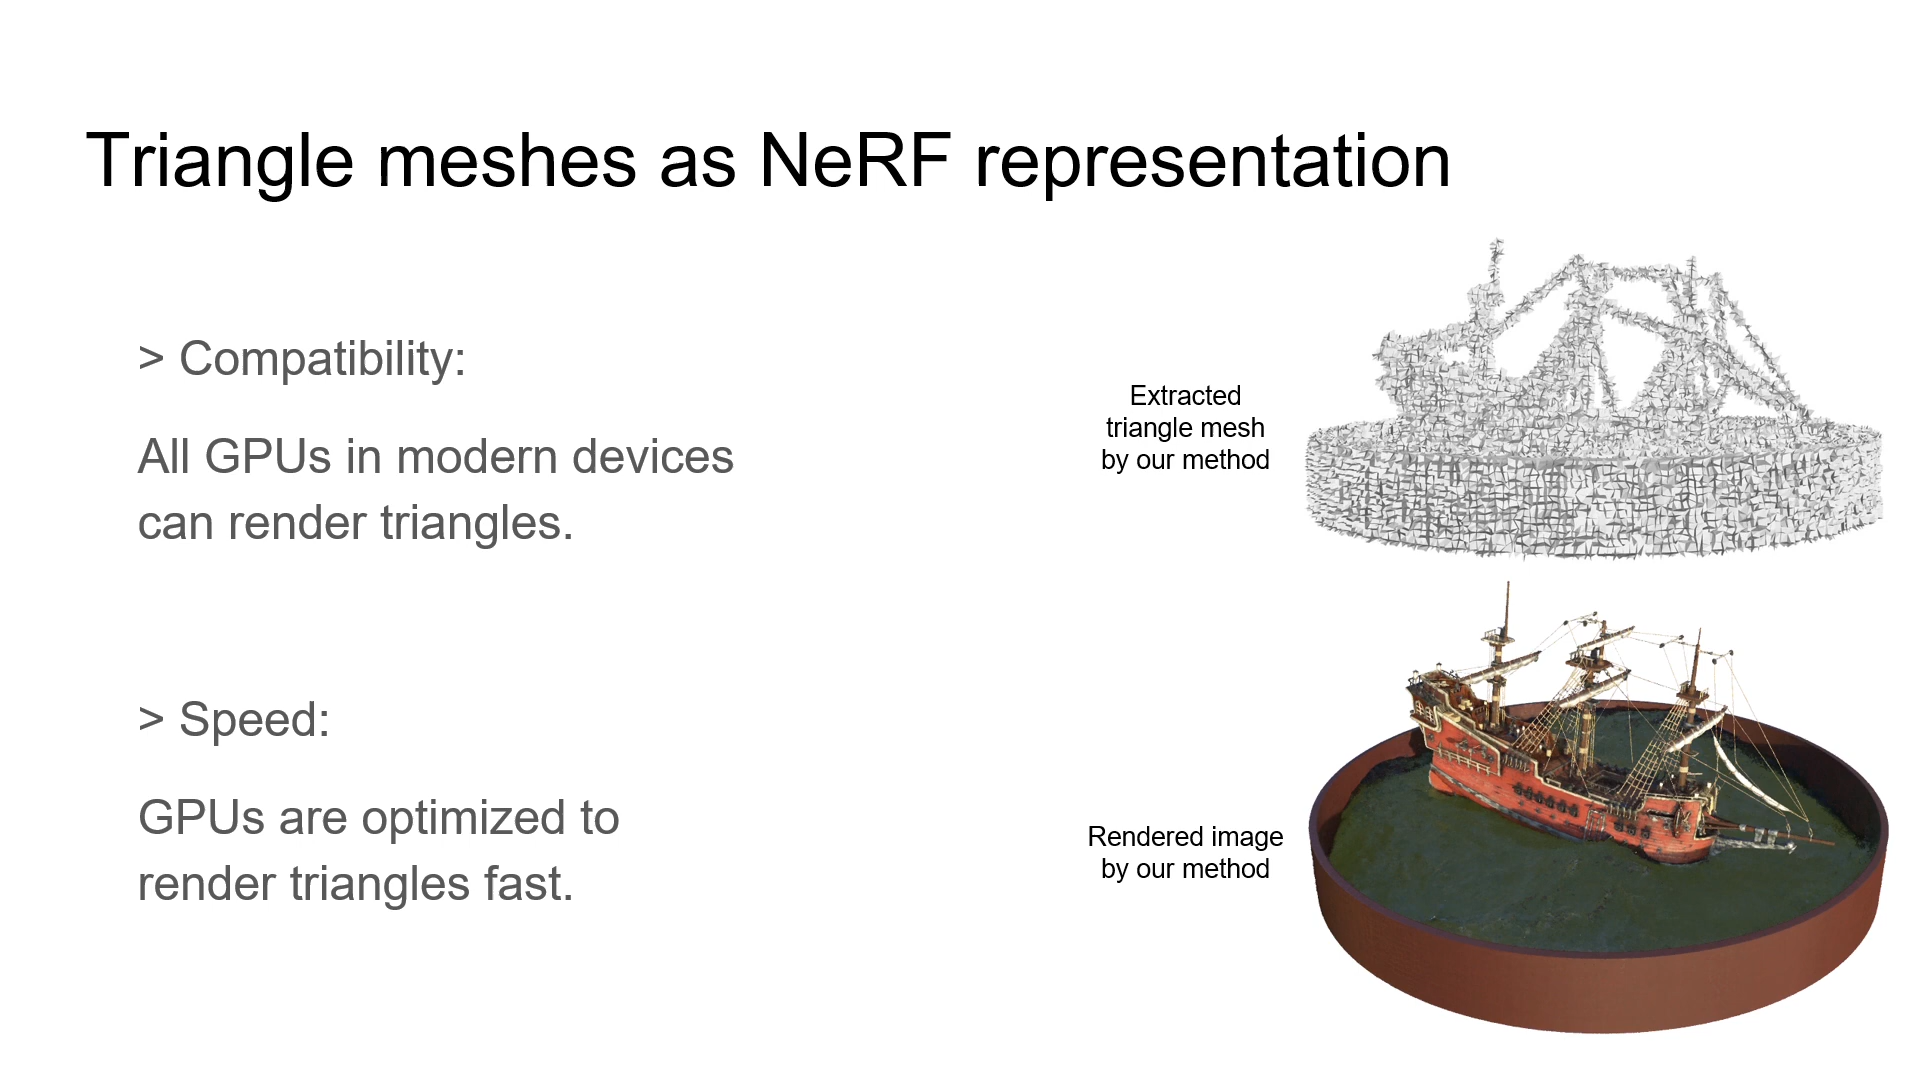 Triangle meshes as NeRF representation
> Compatibility:
All GPUs in modern devices
can render triangles.
> Speed:
GPUs are optimized to
render triangles fast.
Extracted
triangle mesh
by our method
Rendered image
by our method